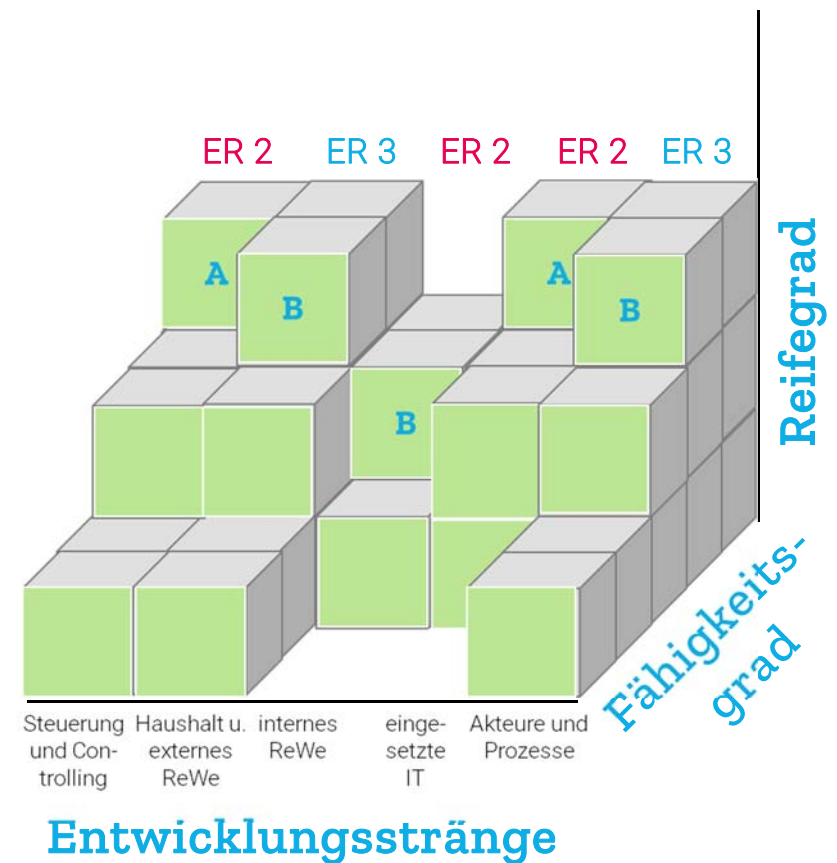 ER 2 ER 3 ER 2 ER 2 ER 3
A A
B B
B
Reifegrad
Fähigkeits-
grad
Steuerung Haushalt u. internes einge- Akteure und
und Con- externes ReWe setzte Prozesse
trolling ReWe IT
Entwicklungsstränge